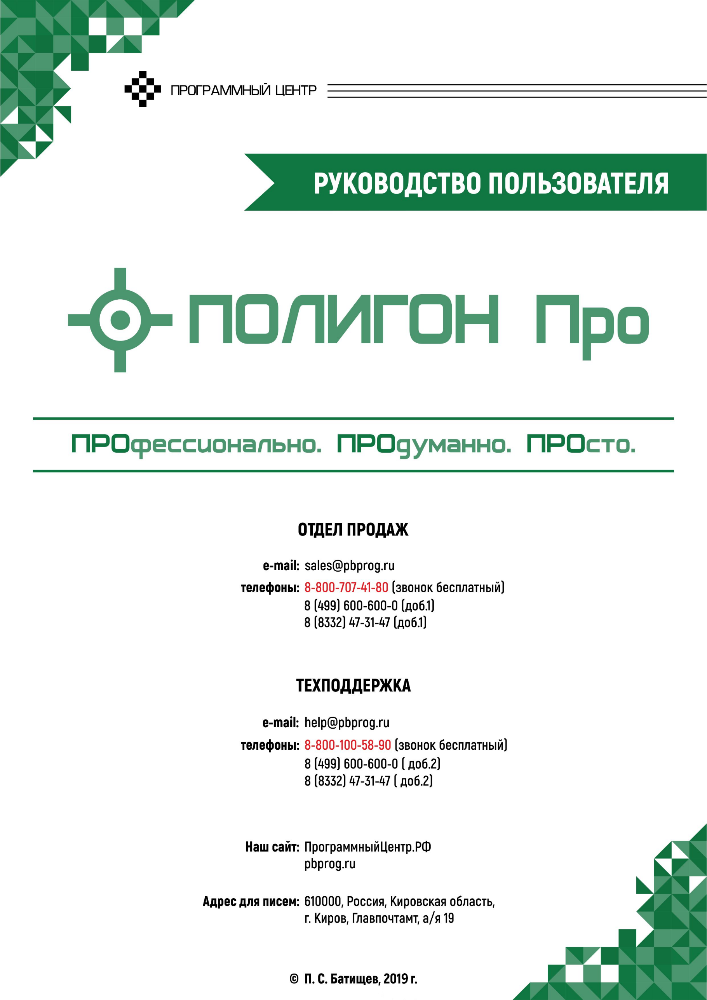 ПРОГРАММНЫЙ ЦЕНТР
РУКОВОДСТВО ПОЛЬЗОВАТЕЛЯ
ПОЛИГОН Про
ПРОфессионально. ПРОдуманно. ПРОсто.
ОТДЕЛ ПРОДАЖ
e-mail: sales@pbprog.ru
телефоны: 8-800-707-41-80 (звонок бесплатный)
8 (499) 600-600-0 (доб.1)
8 (8332) 47-31-47 (доб.1)
ТЕХПОДДЕРЖКА
e-mail: help@pbprog.ru
телефоны: 8-800-100-58-90 (звонок бесплатный)
8 (499) 600-600-0 ( доб.2)
8 (8332) 47-31-47 ( доб.2)
Наш сайт: ПрограммныйЦентр.РФ
pbprog.ru
Адрес для писем: 610000, Россия, Кировская область,
г. Киров, Главпочтамт, а/я 19
© П. С. Батищев, 2019 г.